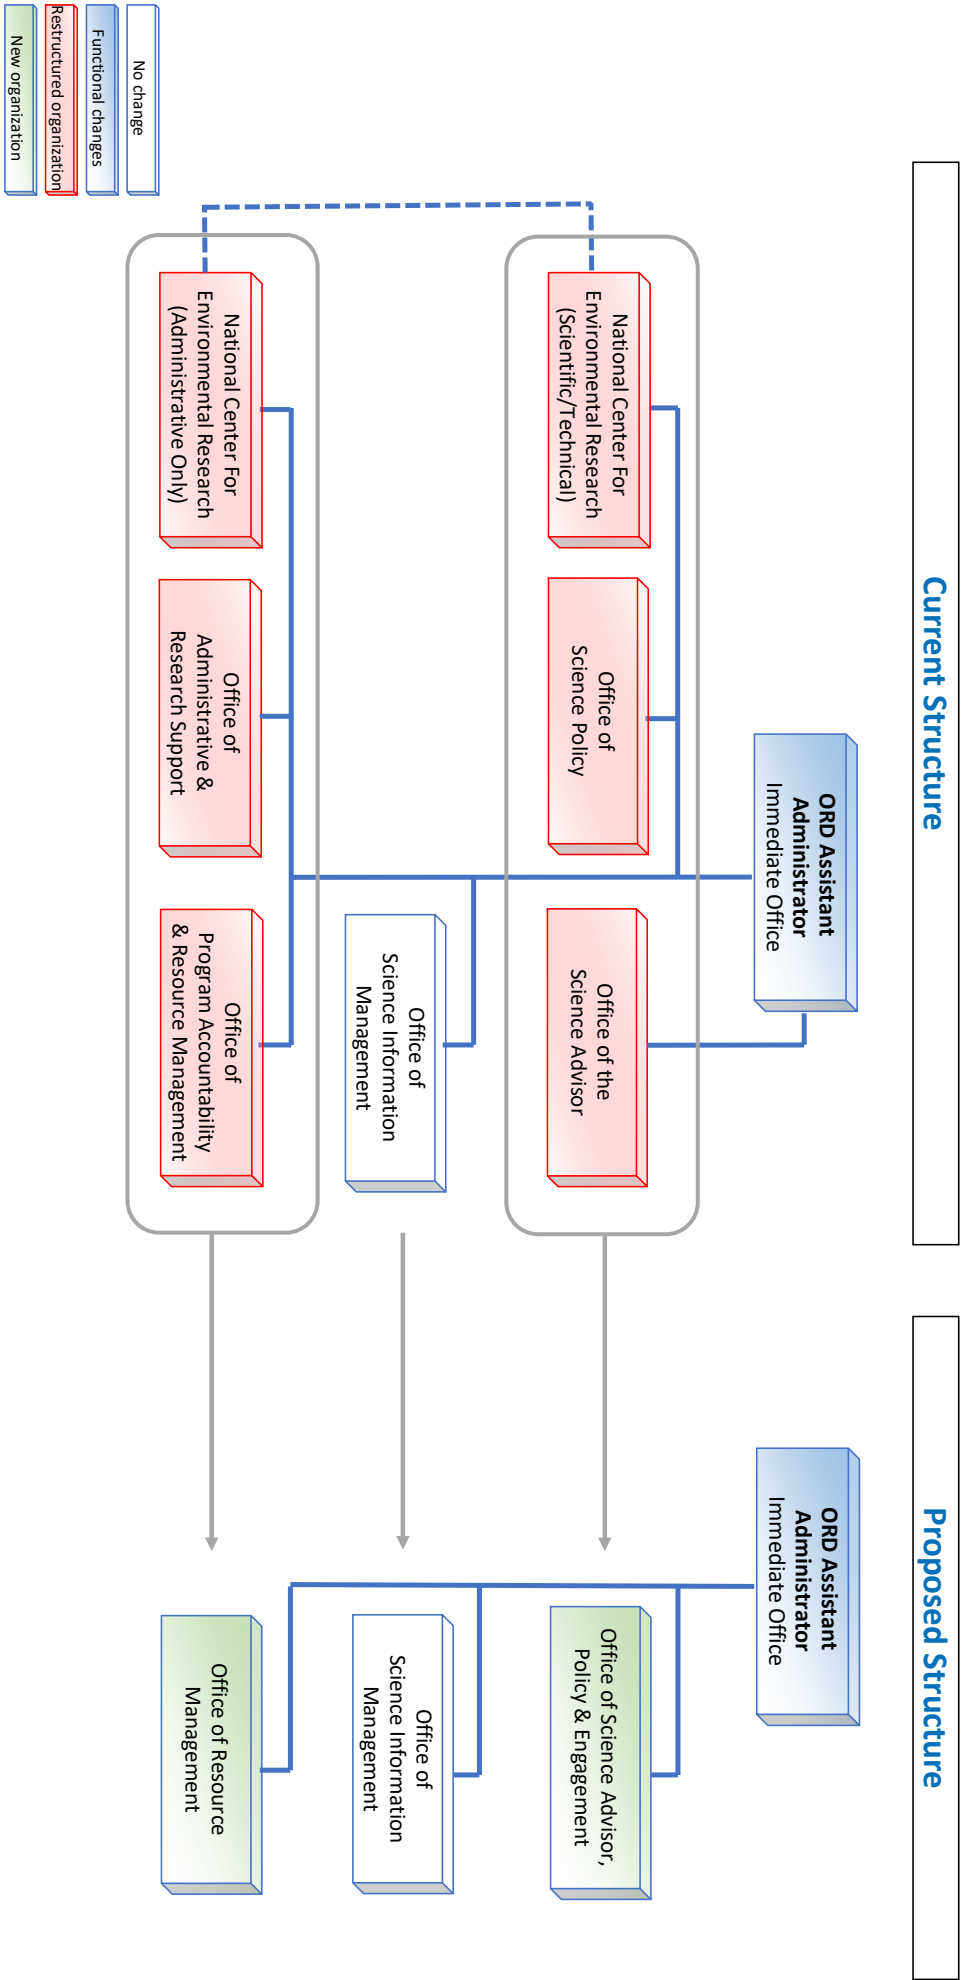 Current Structure
Proposed Structure
ORD Assistant
Administrator
Immediate Office
National Center For
Environmental Research
(Scientific/Technical)
Office of
Science Policy
Office of the
Science Advisor
Office of
Science Information
Management
National Center For
Environmental Research
(Administrative Only)
Office of
Administrative &
Research Support
Office of
Program Accountability
& Resource Management
ORD Assistant
Administrator
Immediate Office
Office of Science Advisor,
Policy & Engagement
Office of
Science Information
Management
Office of Resource
Management
No change
Functional changes
Restructured organization
New organization